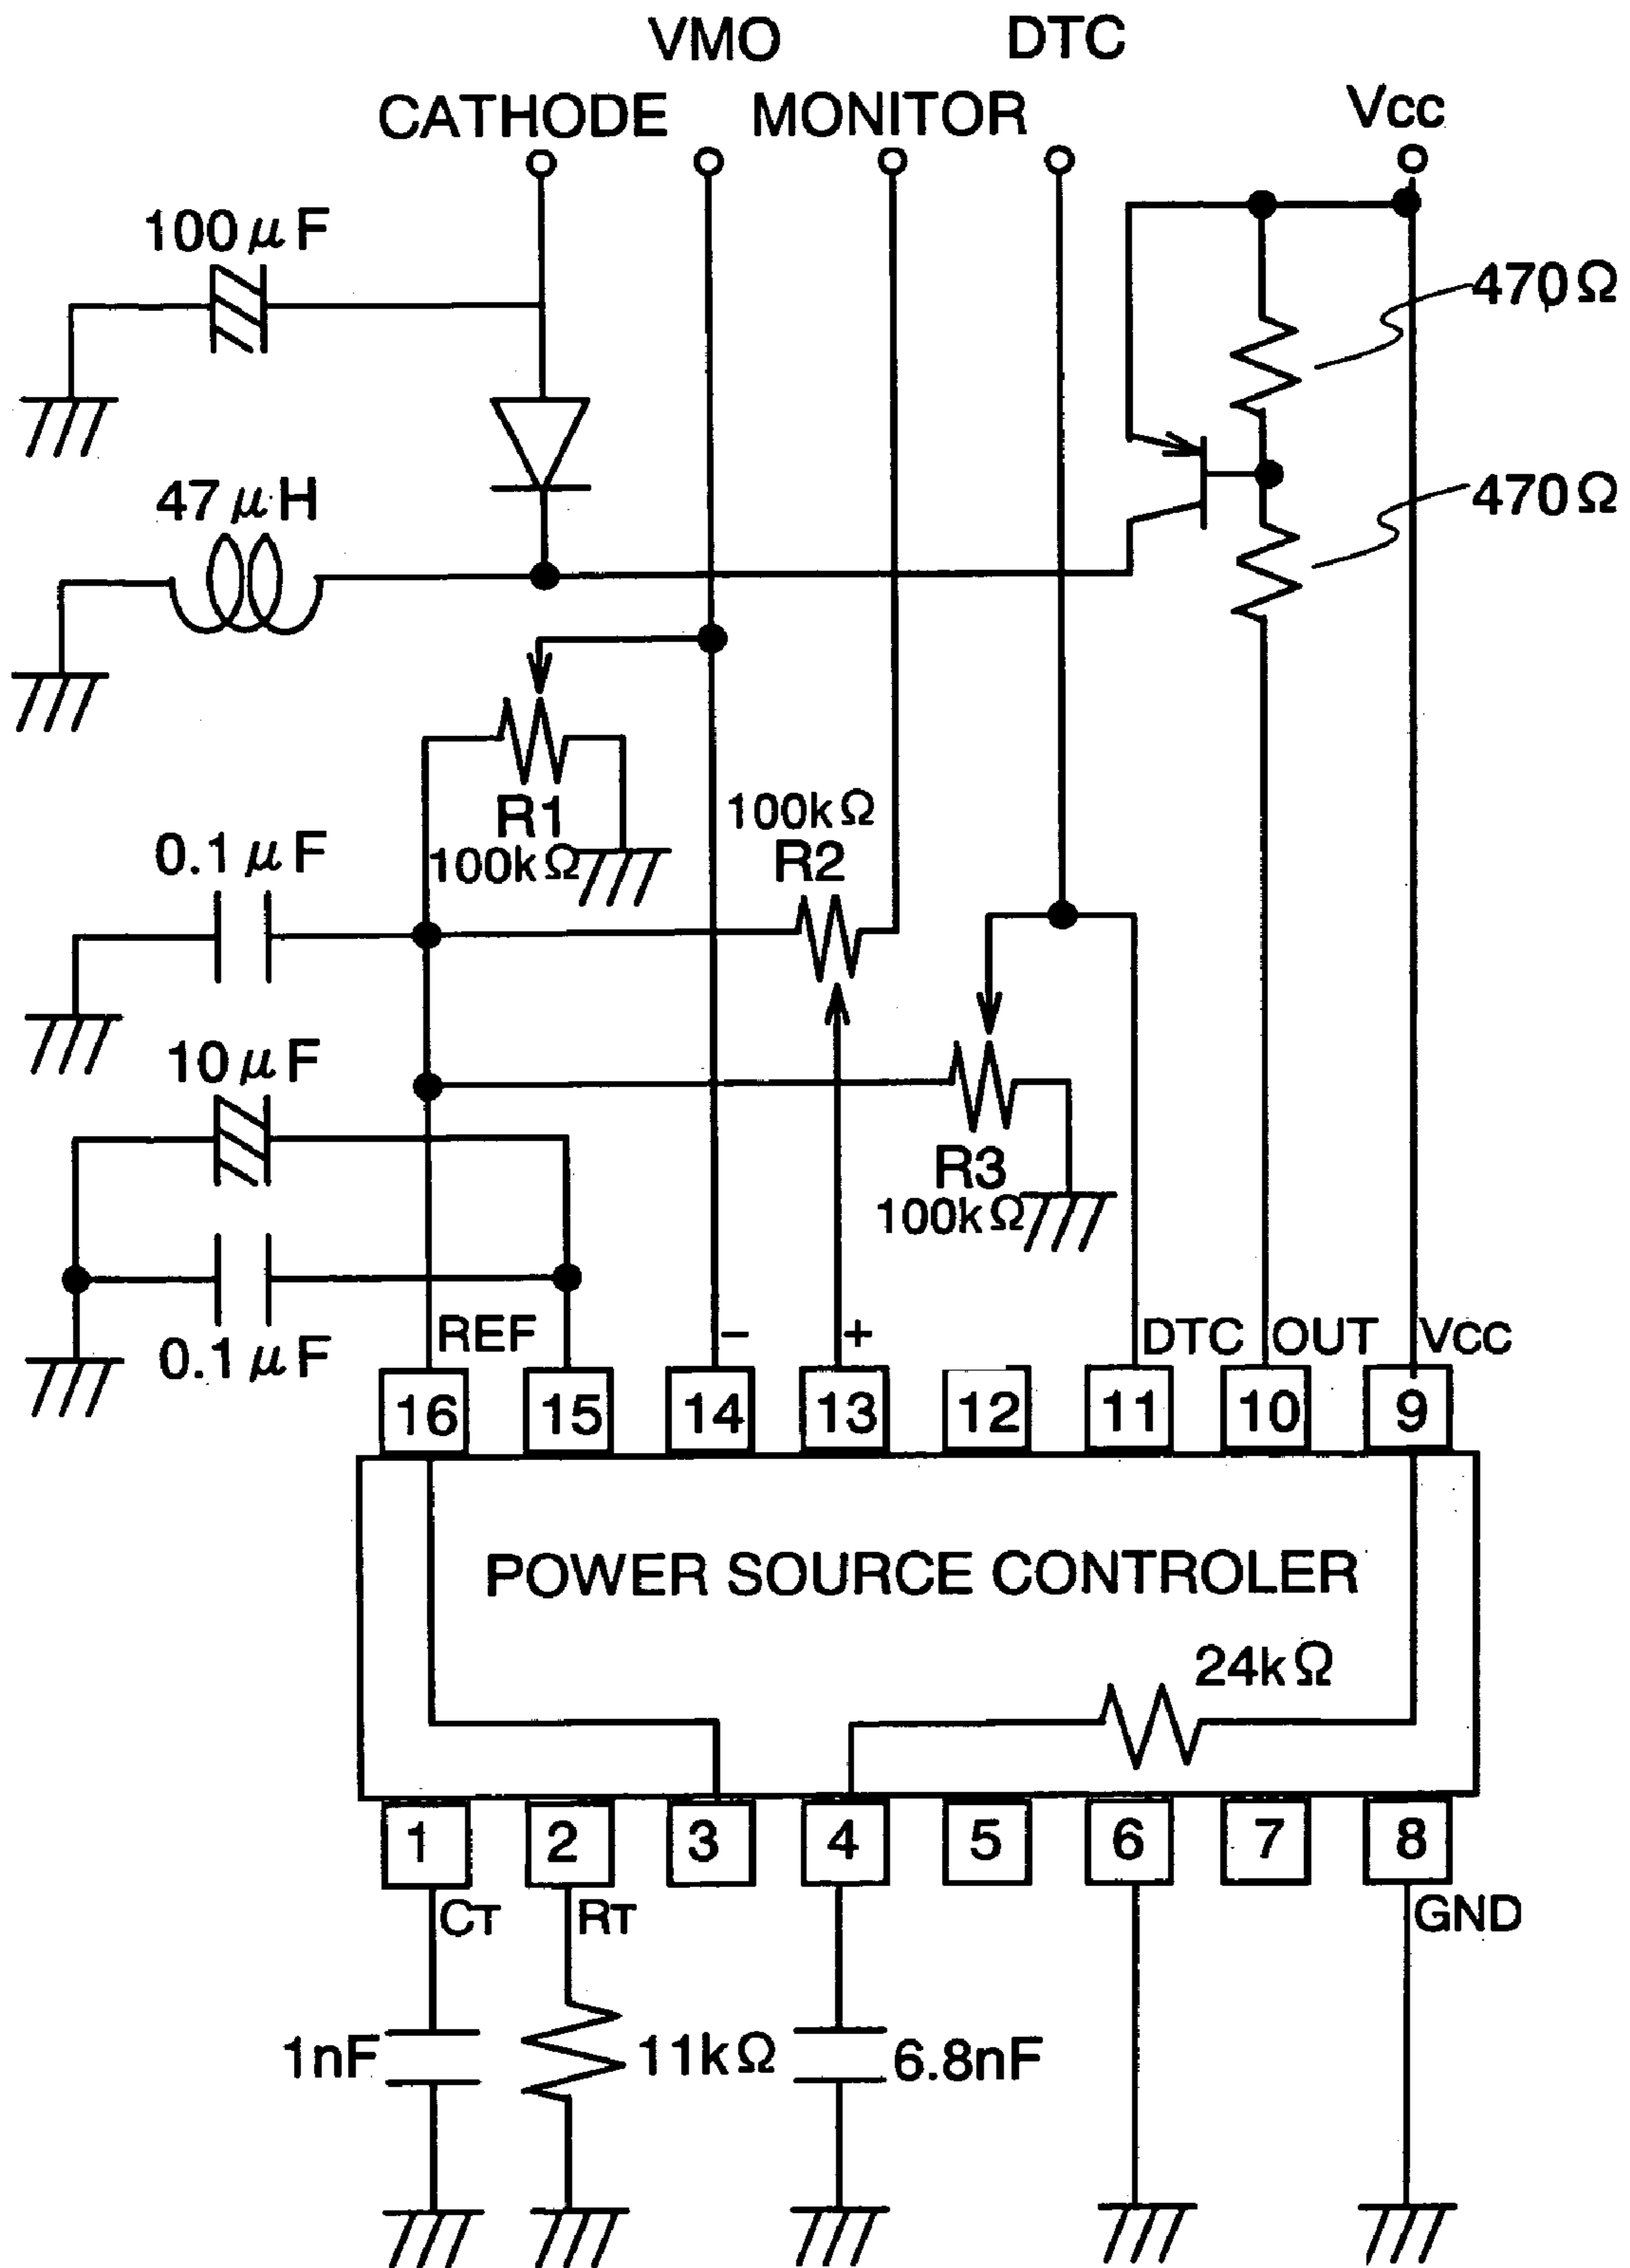 VMO DTC
CATHODE MONITOR Vcc
100μF
470Ω
47μH
470Ω
R1
100kΩ
100kΩ
R2
0.1μF
10μF
R3
100kΩ
0.1μF
REF − + DTC OUT Vcc
16 15 14 13 12 11 10 9
POWER SOURCE CONTROLER
24kΩ
1 2 3 4 5 6 7 8
CT RT GND
1nF 11kΩ 6.8nF